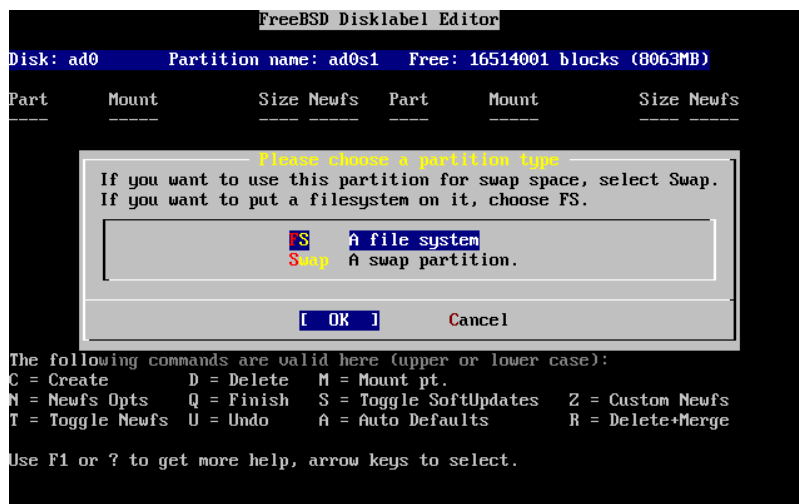 FreeBSD Disklabel Editor
Disk: ad0 Partition name: ad0s1 Free: 16514001 blocks (8063MB)
Part Mount Size Newfs Part Mount Size Newfs
---- ----- ---- ----- ---- ----- ---- -----
Please choose a partition type
If you want to use this partition for swap space, select Swap.
If you want to put a filesystem on it, choose FS.
FS A file system
Swap A swap partition.
[ OK ] Cancel
The following commands are valid here (upper or lower case):
C = Create D = Delete M = Mount pt.
N = Newfs Opts Q = Finish S = Toggle SoftUpdates Z = Custom Newfs
T = Toggle Newfs U = Undo A = Auto Defaults R = Delete+Merge
Use F1 or ? to get more help, arrow keys to select.